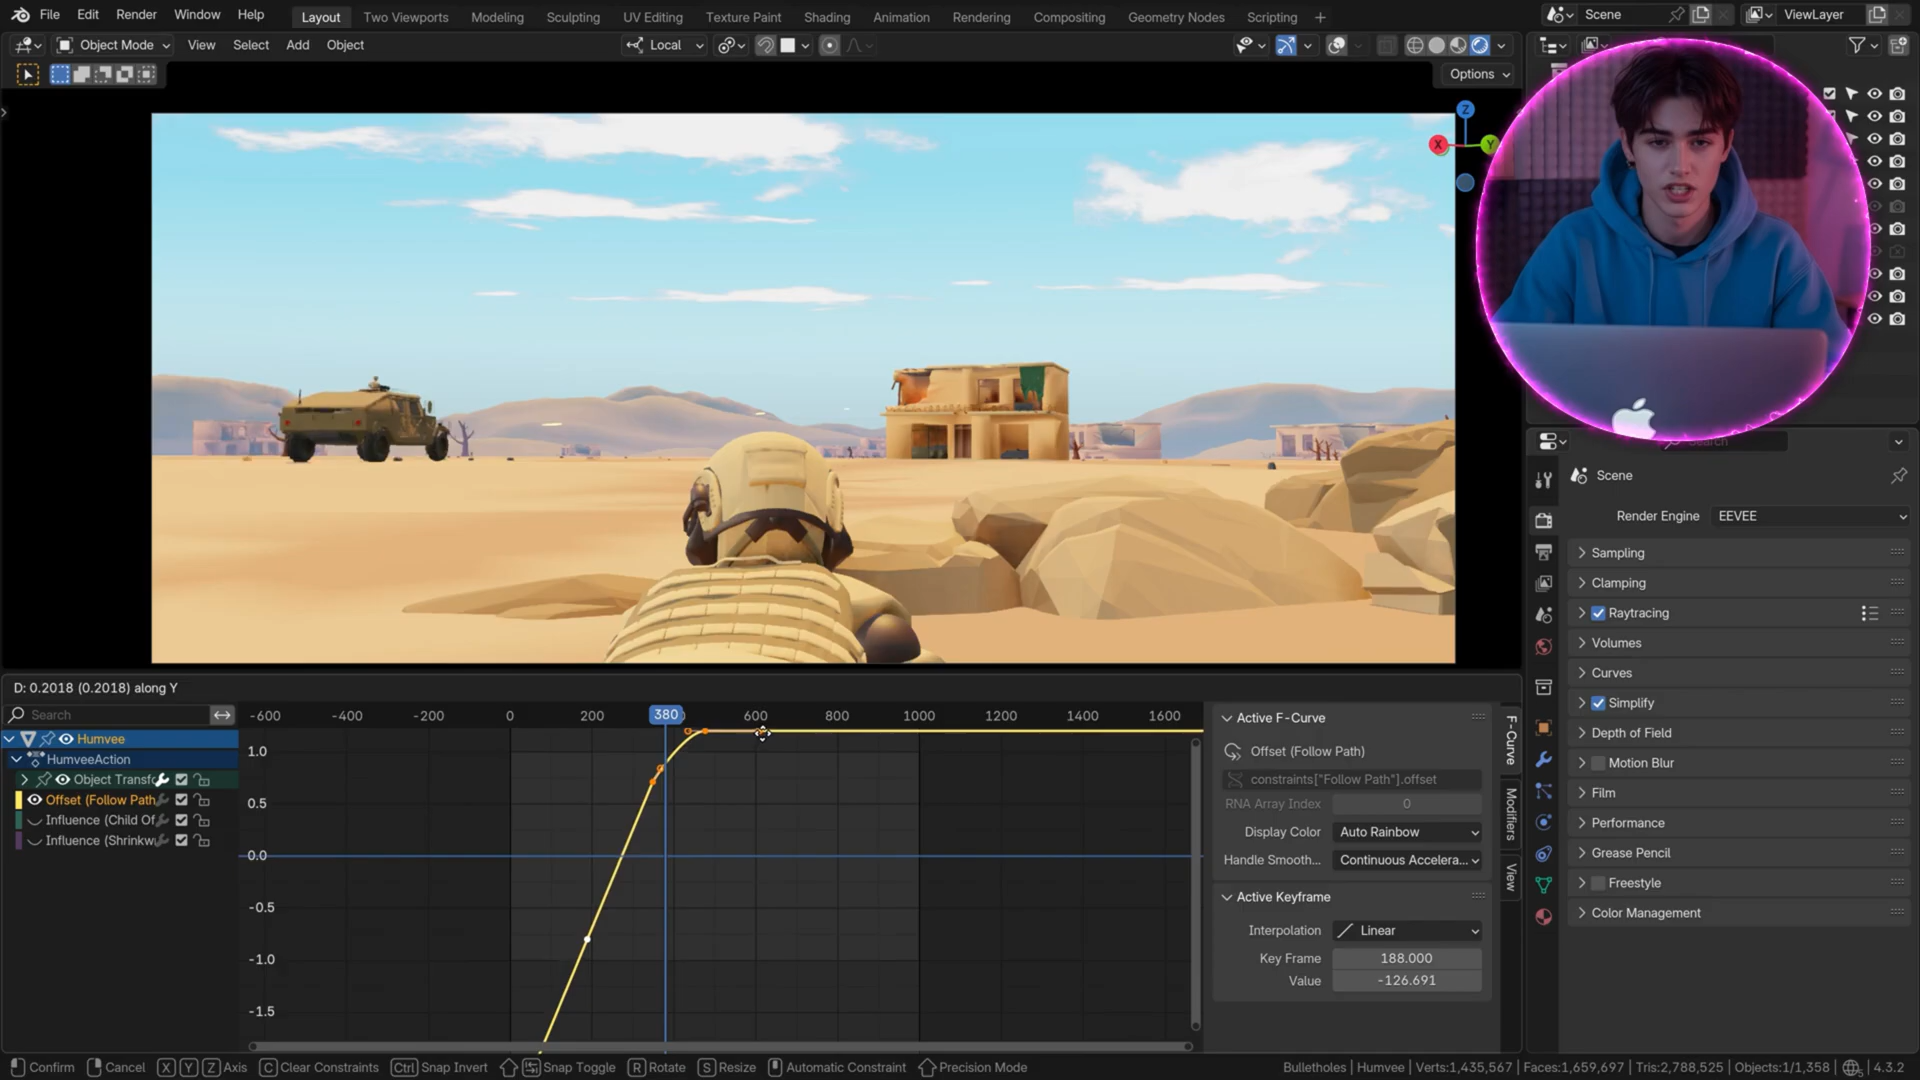 File Edit Render Window Help Layout Two Viewports Modeling Sculpting UV Editing Texture Paint Shading Animation Rendering Compositing Geometry Nodes Scripting + Scene ViewLayer
Object Mode View Select Add Object Local
Options
Z
X Y
Scene
Render Engine EEVEE
Sampling
Clamping
Raytracing
Volumes
Curves
Simplify
Depth of Field
Motion Blur
Film
Performance
Grease Pencil
Freestyle
Color Management
D: 0.2018 (0.2018) along Y
Search
-600 -400 -200 0 200 380 600 800 1000 1200 1400 1600
Humvee
HumveeAction
Object Transfo
Offset (Follow Path
Influence (Child Of
Influence (Shrinkw
1.0
0.5
0.0
-0.5
-1.0
-1.5
Active F-Curve
Offset (Follow Path)
constraints["Follow Path"].offset
RNA Array Index 0
Display Color Auto Rainbow
Handle Smooth... Continuous Accelera...
Active Keyframe
Interpolation Linear
Key Frame 188.000
Value -126.691
F-Curve
Modifiers
View
Confirm Cancel X Y Z Axis C Clear Constraints Ctrl Snap Invert Snap Toggle R Rotate S Resize Automatic Constraint Precision Mode
Bulletholes | Humvee | Verts:1,435,567 | Faces:1,659,697 | Tris:2,788,525 | Objects:1/1,358 | 4.3.2